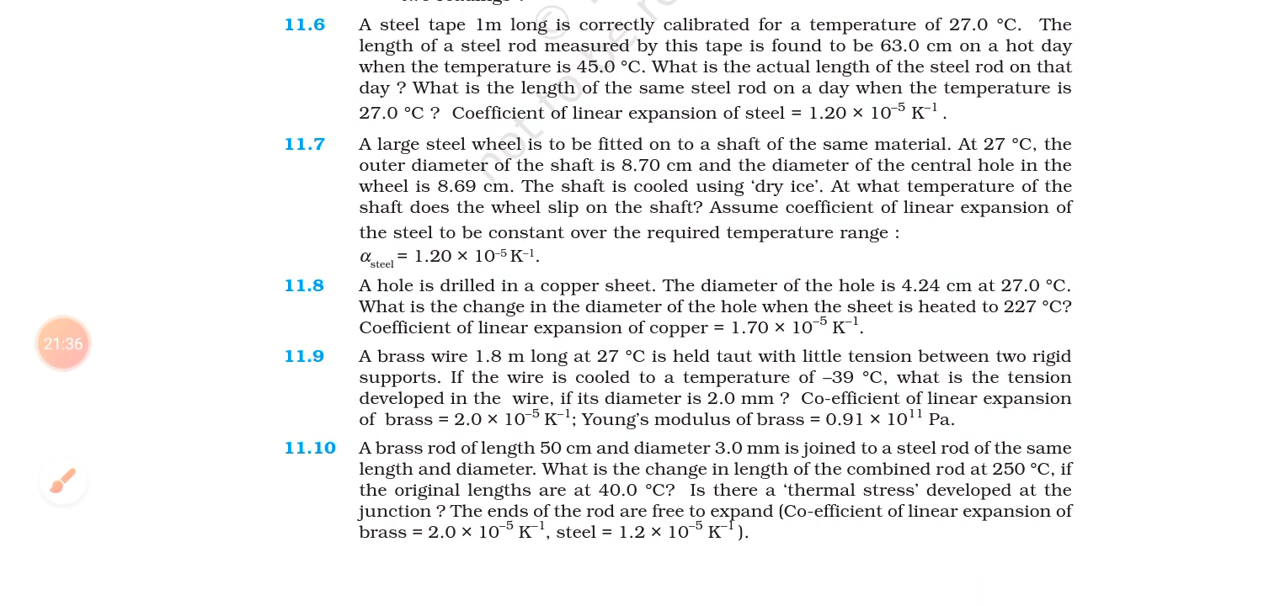 11.6 A steel tape 1m long is correctly calibrated for a temperature of 27.0 °C. The
length of a steel rod measured by this tape is found to be 63.0 cm on a hot day
when the temperature is 45.0 °C. What is the actual length of the steel rod on that
day ? What is the length of the same steel rod on a day when the temperature is
27.0 °C ? Coefficient of linear expansion of steel = 1.20 × 10⁻⁵ K⁻¹ .
11.7 A large steel wheel is to be fitted on to a shaft of the same material. At 27 °C, the
outer diameter of the shaft is 8.70 cm and the diameter of the central hole in the
wheel is 8.69 cm. The shaft is cooled using ‘dry ice’. At what temperature of the
shaft does the wheel slip on the shaft? Assume coefficient of linear expansion of
the steel to be constant over the required temperature range :
α_steel = 1.20 × 10⁻⁵ K⁻¹.
11.8 A hole is drilled in a copper sheet. The diameter of the hole is 4.24 cm at 27.0 °C.
What is the change in the diameter of the hole when the sheet is heated to 227 °C?
Coefficient of linear expansion of copper = 1.70 × 10⁻⁵ K⁻¹.
21:36
11.9 A brass wire 1.8 m long at 27 °C is held taut with little tension between two rigid
supports. If the wire is cooled to a temperature of –39 °C, what is the tension
developed in the wire, if its diameter is 2.0 mm ? Co-efficient of linear expansion
of brass = 2.0 × 10⁻⁵ K⁻¹; Young’s modulus of brass = 0.91 × 10¹¹ Pa.
11.10 A brass rod of length 50 cm and diameter 3.0 mm is joined to a steel rod of the same
length and diameter. What is the change in length of the combined rod at 250 °C, if
the original lengths are at 40.0 °C? Is there a ‘thermal stress’ developed at the
junction ? The ends of the rod are free to expand (Co-efficient of linear expansion of
brass = 2.0 × 10⁻⁵ K⁻¹, steel = 1.2 × 10⁻⁵ K⁻¹ ).